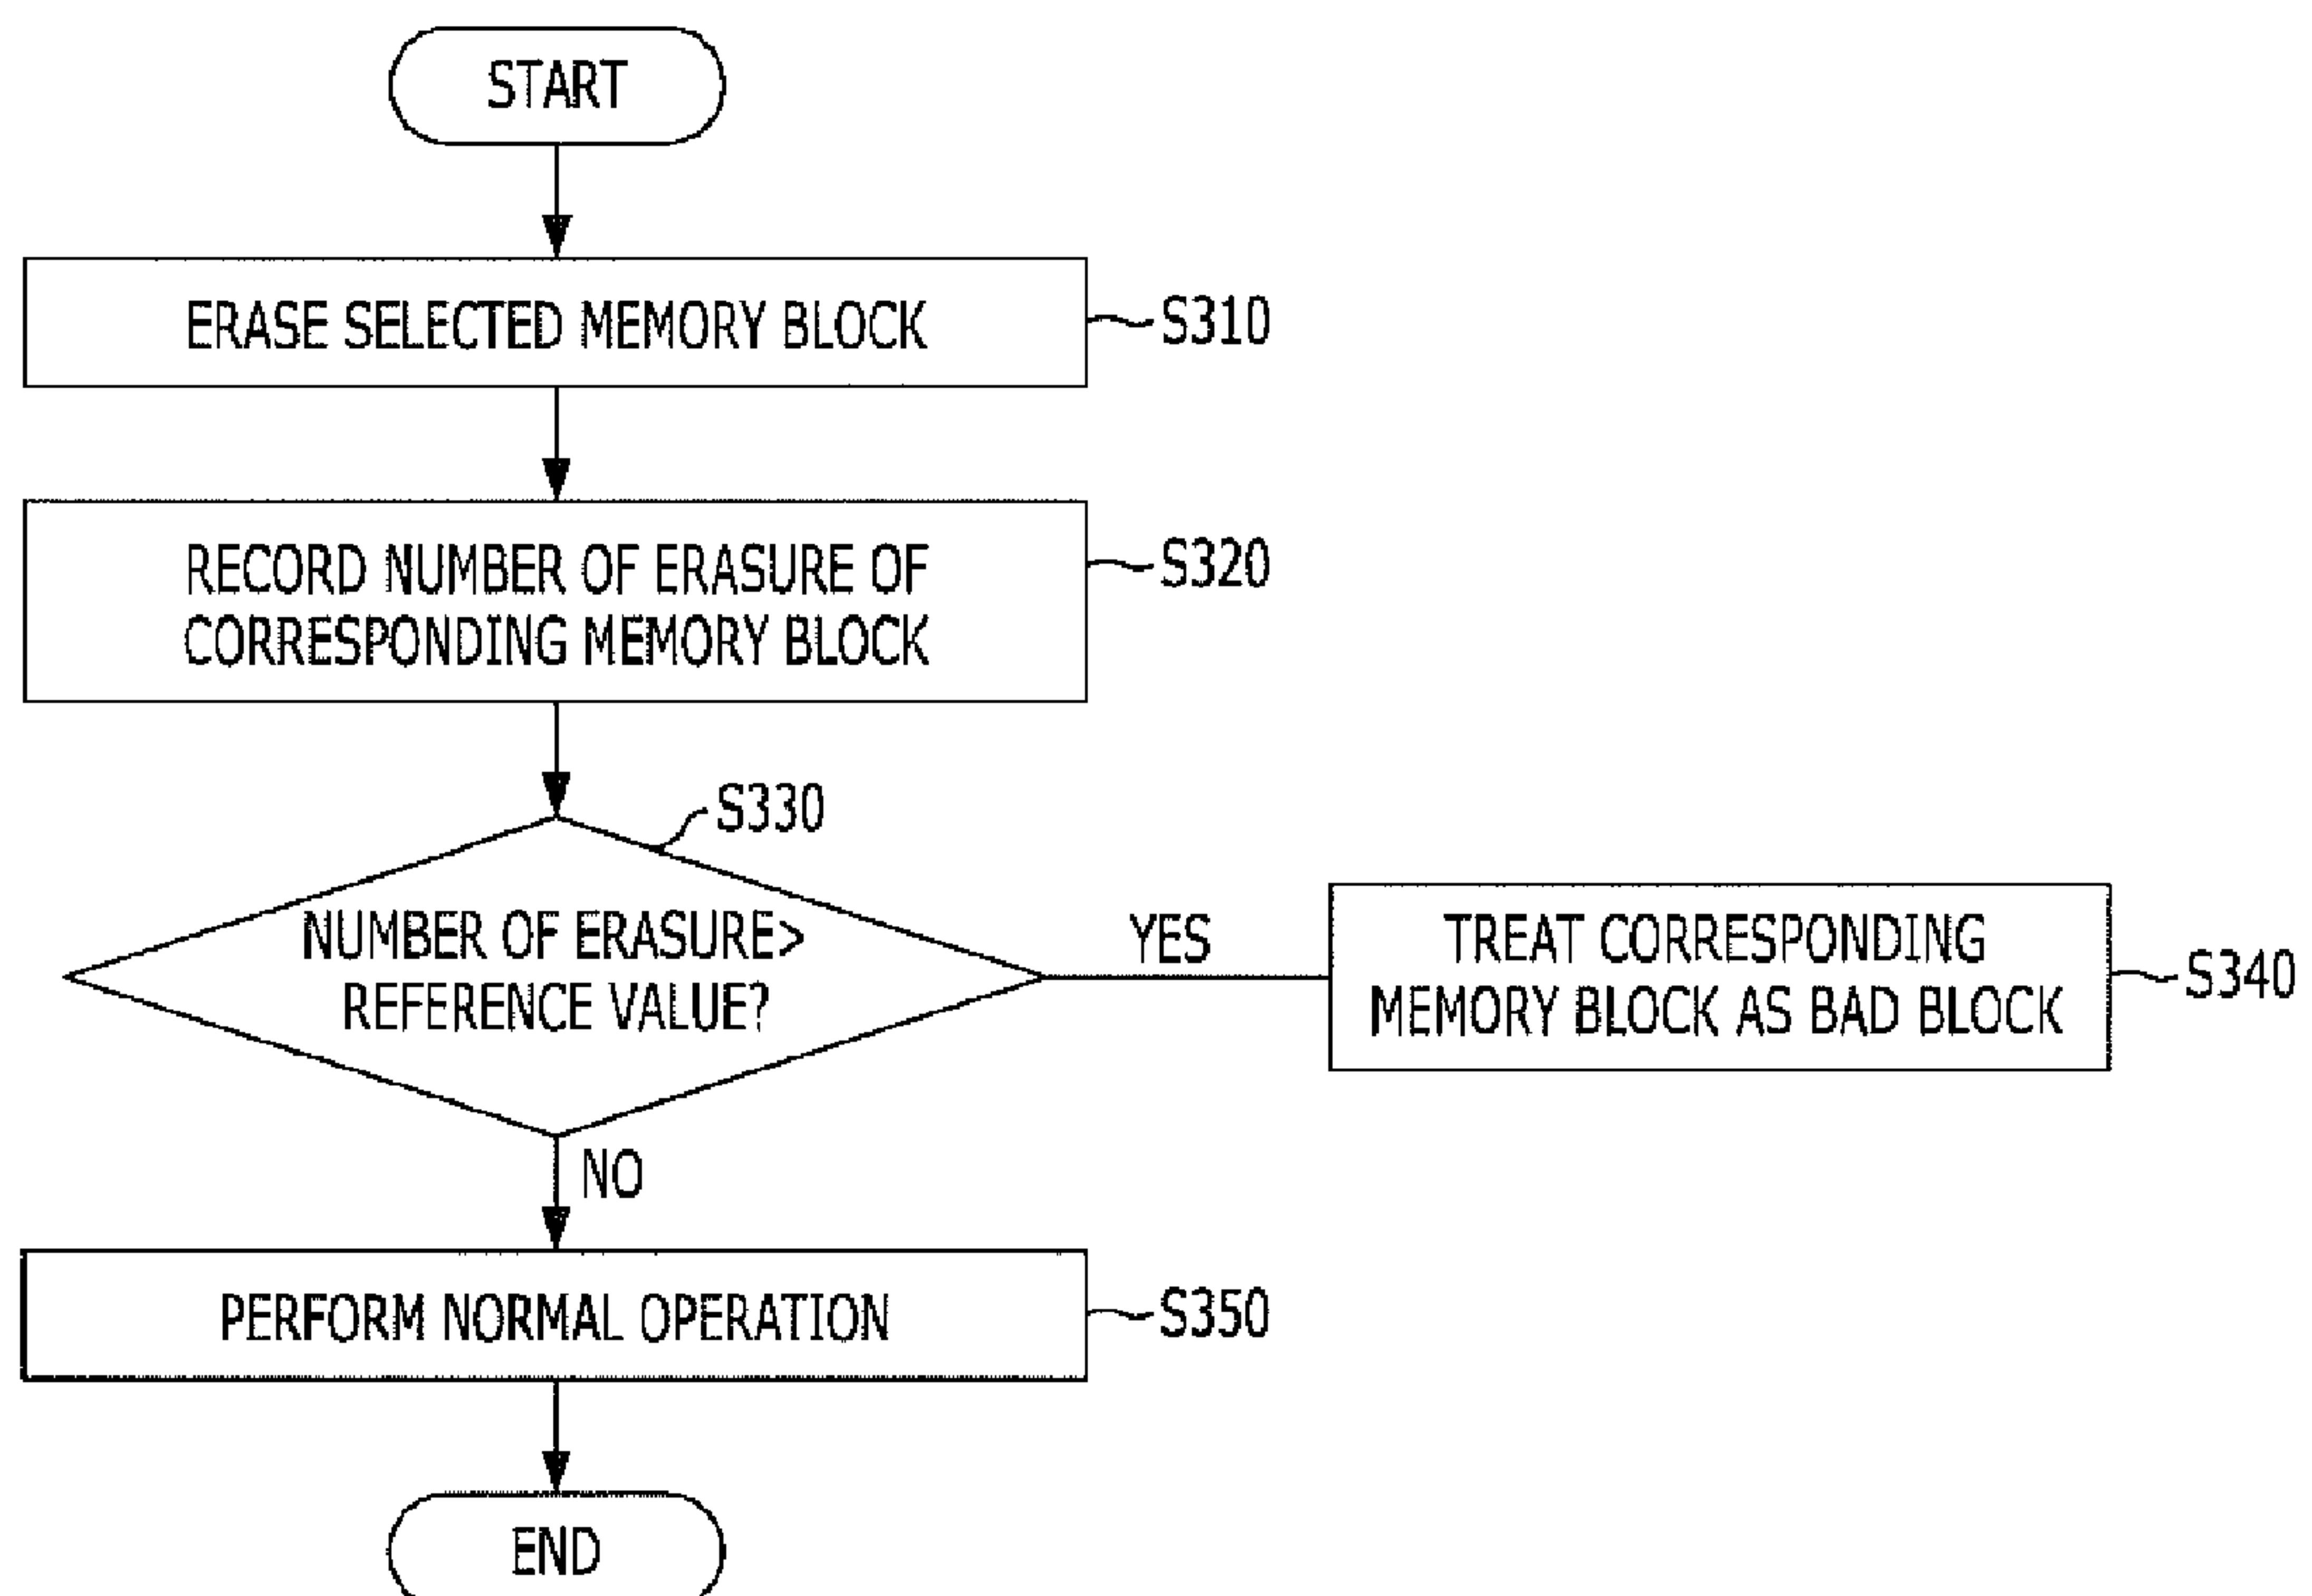 START
ERASE SELECTED MEMORY BLOCK
S310
RECORD NUMBER OF ERASURE OF
CORRESPONDING MEMORY BLOCK
S320
S330
NUMBER OF ERASURE>
REFERENCE VALUE?
YES
TREAT CORRESPONDING
MEMORY BLOCK AS BAD BLOCK
S340
NO
PERFORM NORMAL OPERATION
S350
END